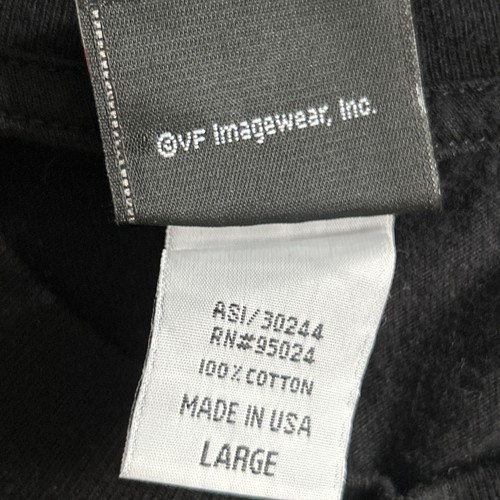 ©VF Imagewear, Inc.
ASI/30244
RN#95024
100% COTTON
MADE IN USA
LARGE